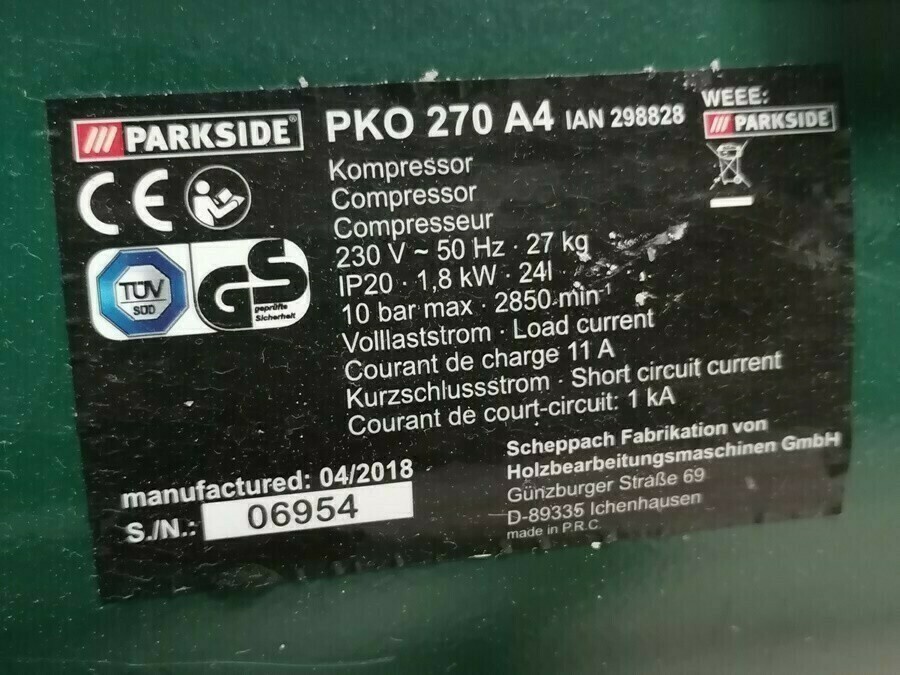 PARKSIDE®
PKO 270 A4 IAN 298828
WEEE:
PARKSIDE
CE
TÜV
SÜD
GS
geprüfte
Sicherheit
Kompressor
Compressor
Compresseur
230 V ~ 50 Hz · 27 kg
IP20 · 1,8 kW · 24l
10 bar max · 2850 min⁻¹
Volllaststrom · Load current
Courant de charge 11 A
Kurzschlussstrom · Short circuit current
Courant de court-circuit: 1 kA
manufactured: 04/2018
S./N.: 06954
Scheppach Fabrikation von
Holzbearbeitungsmaschinen GmbH
Günzburger Straße 69
D-89335 Ichenhausen
made in P.R.C.